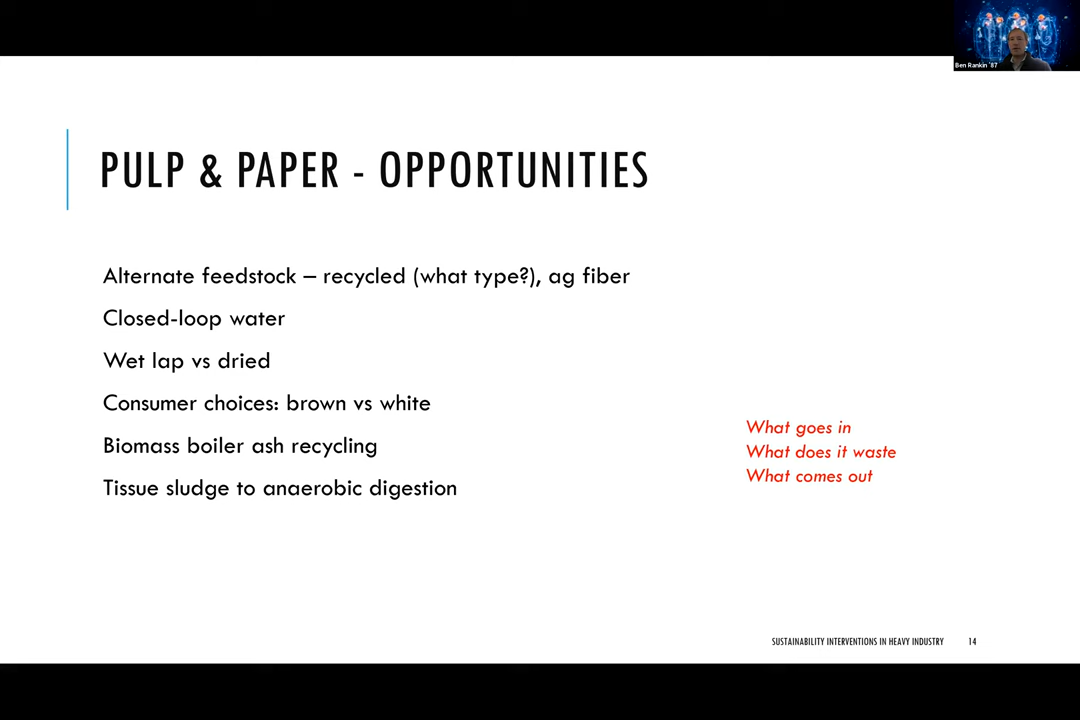 Ben Rankin '87
PULP & PAPER - OPPORTUNITIES
Alternate feedstock – recycled (what type?), ag fiber
Closed-loop water
Wet lap vs dried
Consumer choices: brown vs white
Biomass boiler ash recycling
Tissue sludge to anaerobic digestion
What goes in
What does it waste
What comes out
SUSTAINABILITY INTERVENTIONS IN HEAVY INDUSTRY 14